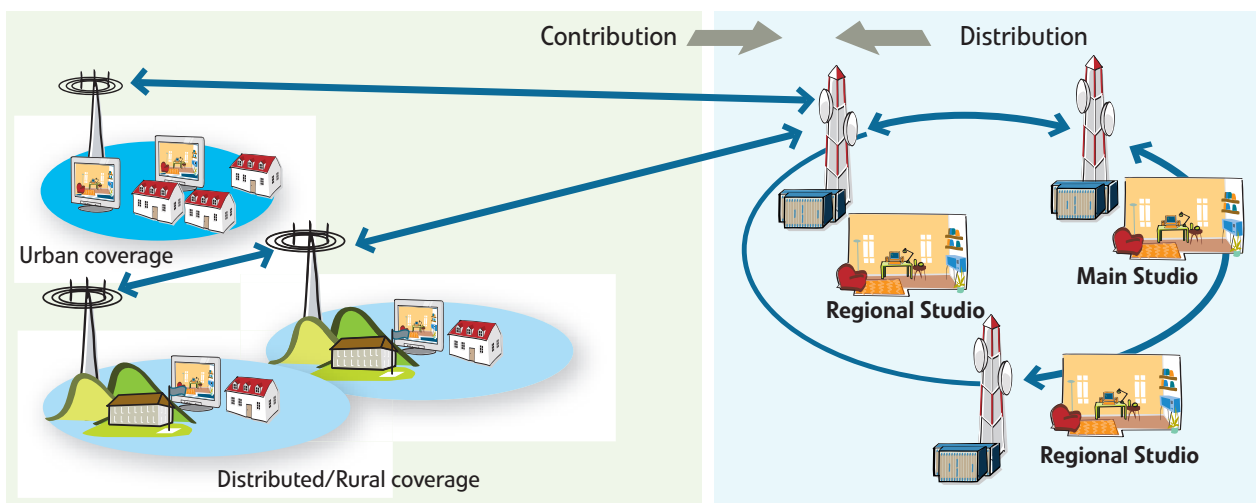 Contribution
Distribution
Urban coverage
Main Studio
Regional Studio
Regional Studio
Distributed/Rural coverage